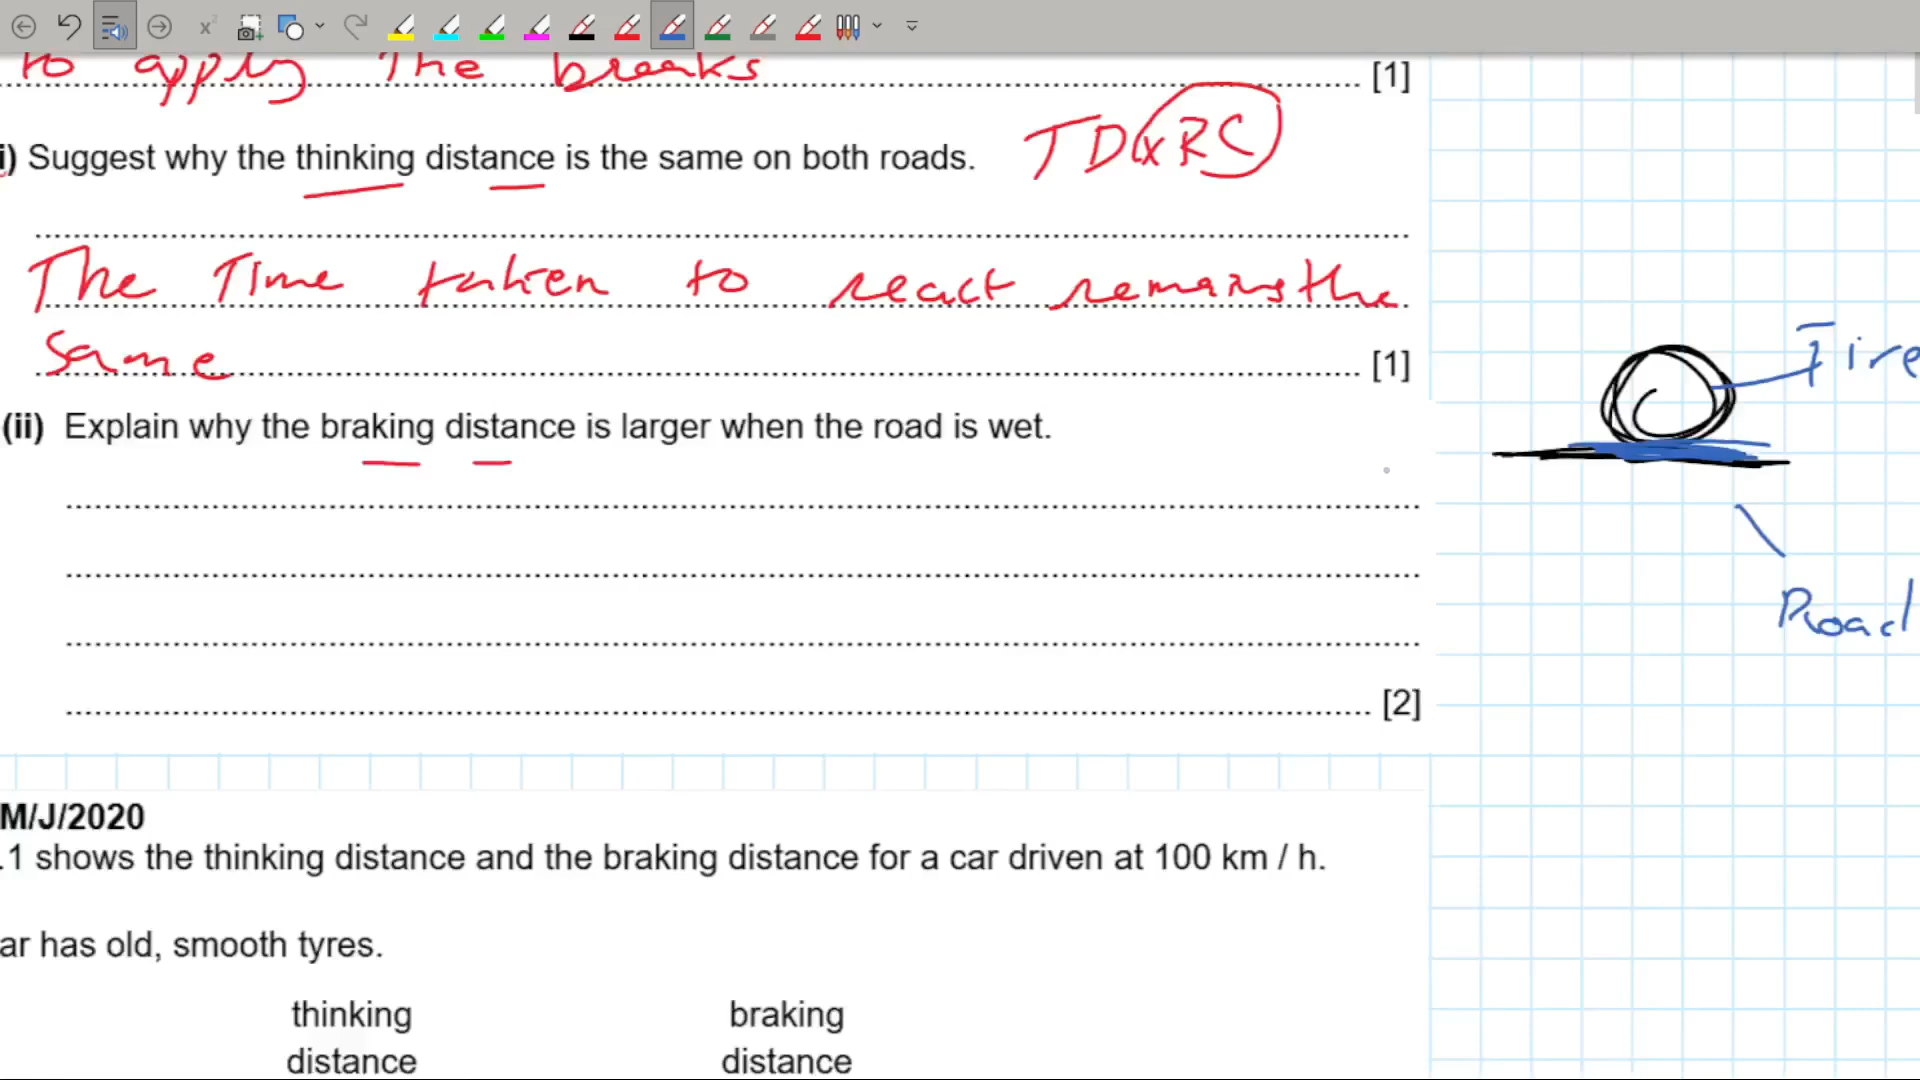 to apply the breaks [1]
i) Suggest why the thinking distance is the same on both roads. TD x RC
The Time taken to react remains the
same [1]
(ii) Explain why the braking distance is larger when the road is wet.
Tire
Road
[2]
M/J/2020
.1 shows the thinking distance and the braking distance for a car driven at 100 km / h.
ar has old, smooth tyres.
thinking braking
distance distance